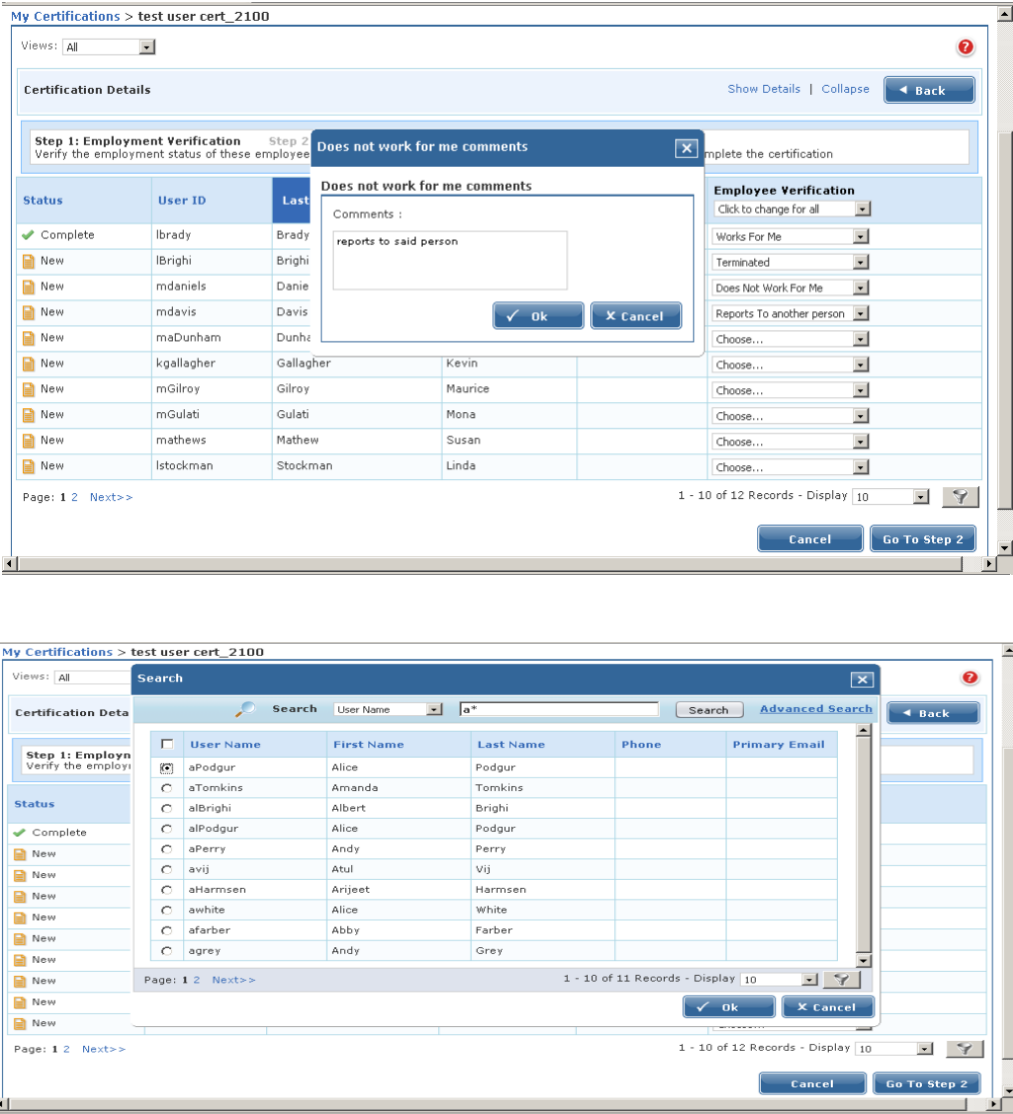 My Certifications > test user cert_2100
Views: All
?
Certification Details Show Details | Collapse Back
Step 1: Employment Verification Step 2
Verify the employment status of these employee mplete the certification
Does not work for me comments
Does not work for me comments
Comments :
reports to said person
Ok Cancel
Status User ID Last Employee Verification
Click to change for all
Complete lbrady Brady Works For Me
New lBrighi Brighi Terminated
New mdaniels Danie Does Not Work For Me
New mdavis Davis Reports To another person
New maDunham Dunha Choose...
New kgallagher Gallagher Kevin Choose...
New mGilroy Gilroy Maurice Choose...
New mGulati Gulati Mona Choose...
New mathews Mathew Susan Choose...
New lstockman Stockman Linda Choose...
Page: 1 2 Next>> 1 - 10 of 12 Records - Display 10
Cancel Go To Step 2
My Certifications > test user cert_2100
Views: All
?
Search
Search User Name a* Search Advanced Search
Certification Deta Back
Step 1: Employn
Verify the employr
User Name First Name Last Name Phone Primary Email
aPodgur Alice Podgur
aTomkins Amanda Tomkins
alBrighi Albert Brighi
alPodgur Alice Podgur
aPerry Andy Perry
avij Atul Vij
aHarmsen Arijeet Harmsen
awhite Alice White
afarber Abby Farber
agrey Andy Grey
Page: 1 2 Next>> 1 - 10 of 11 Records - Display 10
Ok Cancel
Status
Complete
New
New
New
New
New
New
New
New
New
Page: 1 2 Next>> 1 - 10 of 12 Records - Display 10
Cancel Go To Step 2